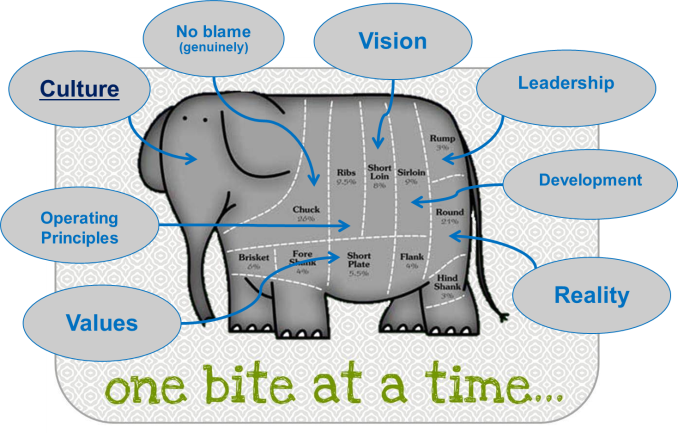 No blame
(genuinely)
Vision
Culture
Leadership
Rump
3%
Ribs
9.5%
Short
Loin
8%
Sirloin
9%
Development
Chuck
26%
Round
21%
Operating
Principles
Brisket
6%
Fore
Shank
4%
Short
Plate
5.5%
Flank
4%
Hind
Shank
3%
Reality
Values
one bite at a time...